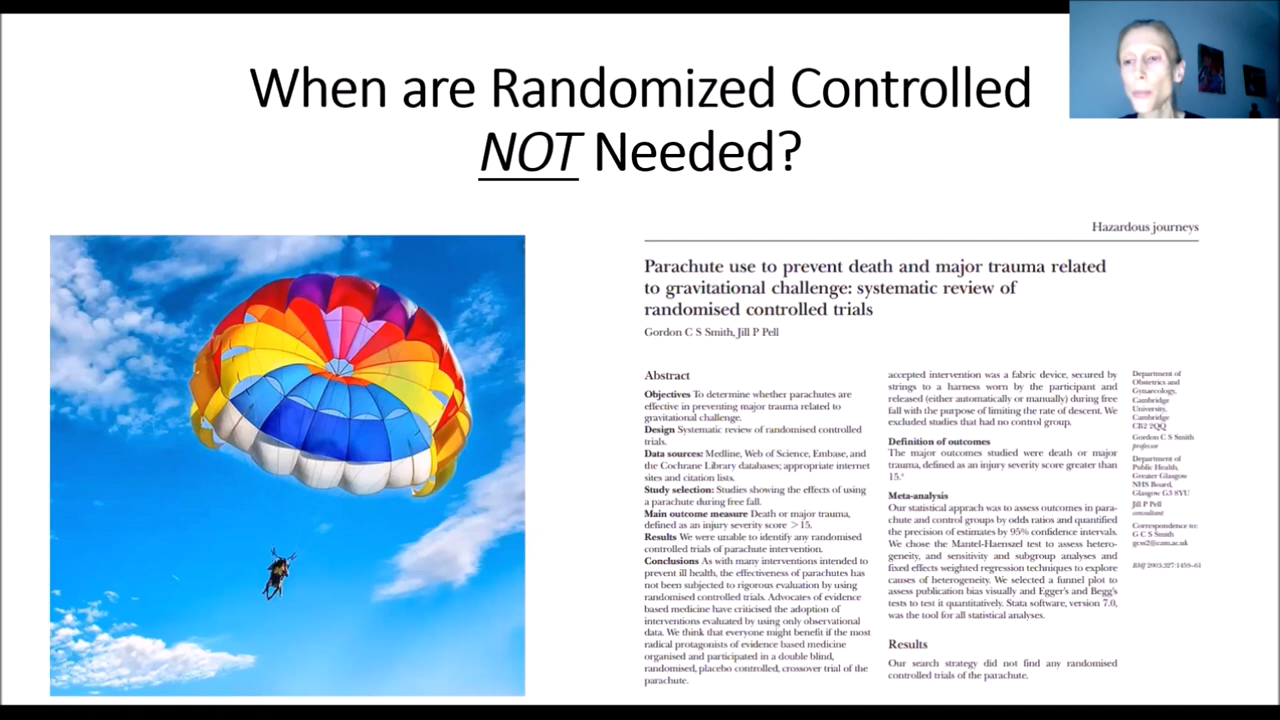 When are Randomized Controlled
NOT Needed?
Hazardous journeys
Parachute use to prevent death and major trauma related
to gravitational challenge: systematic review of
randomised controlled trials
Gordon C S Smith, Jill P Pell
Abstract
Objectives To determine whether parachutes are
effective in preventing major trauma related to
gravitational challenge.
Design Systematic review of randomised controlled
trials.
Data sources: Medline, Web of Science, Embase, and
the Cochrane Library databases; appropriate internet
sites and citation lists.
Study selection: Studies showing the effects of using
a parachute during free fall.
Main outcome measure Death or major trauma,
defined as an injury severity score > 15.
Results We were unable to identify any randomised
controlled trials of parachute intervention.
Conclusions As with many interventions intended to
prevent ill health, the effectiveness of parachutes has
not been subjected to rigorous evaluation by using
randomised controlled trials. Advocates of evidence
based medicine have criticised the adoption of
interventions evaluated by using only observational
data. We think that everyone might benefit if the most
radical protagonists of evidence based medicine
organised and participated in a double blind,
randomised, placebo controlled, crossover trial of the
parachute.
accepted intervention was a fabric device, secured by
strings to a harness worn by the participant and
released (either automatically or manually) during free
fall with the purpose of limiting the rate of descent. We
excluded studies that had no control group.
Definition of outcomes
The major outcomes studied were death or major
trauma, defined as an injury severity score greater than
15.⁴
Meta-analysis
Our statistical apprach was to assess outcomes in para-
chute and control groups by odds ratios and quantified
the precision of estimates by 95% confidence intervals.
We chose the Mantel-Haenszel test to assess hetero-
geneity, and sensitivity and subgroup analyses and
fixed effects weighted regression techniques to explore
causes of heterogeneity. We selected a funnel plot to
assess publication bias visually and Egger's and Begg's
tests to test it quantitatively. Stata software, version 7.0,
was the tool for all statistical analyses.
Results
Our search strategy did not find any randomised
controlled trials of the parachute.
Department of
Obstetrics and
Gynaecology,
Cambridge
University,
Cambridge
CB2 2QQ
Gordon C S Smith
professor
Department of
Public Health,
Greater Glasgow
NHS Board,
Glasgow G3 8YU
Jill P Pell
consultant
Correspondence to:
G C S Smith
gcss2@cam.ac.uk
BMJ 2003;327:1459–61